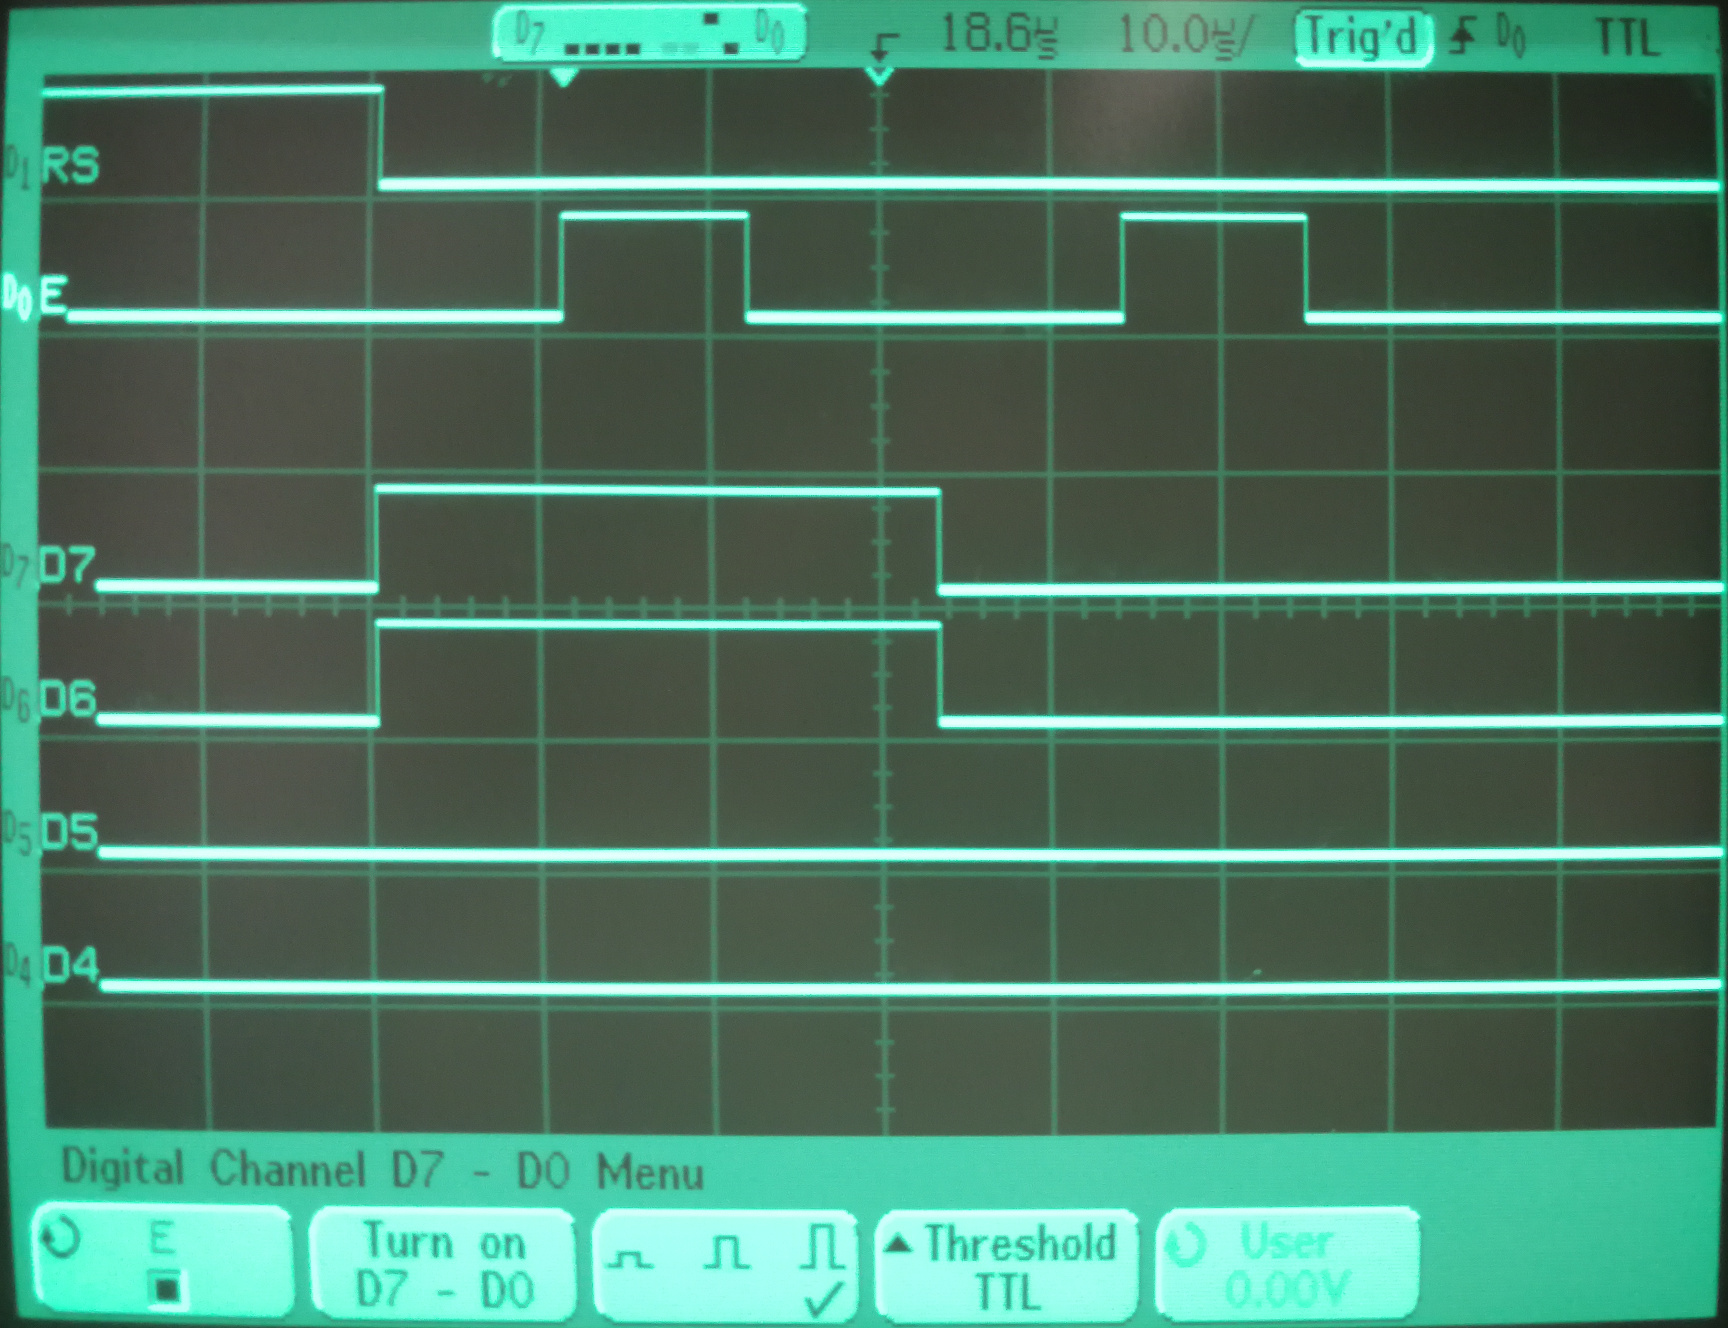 D7 D0 18.6µs 10.0µs/ Trig'd D0 TTL
D1 RS
D0 E
D7 D7
D6 D6
D5 D5
D4 D4
Digital Channel D7 - D0 Menu
E
Turn on
D7 - D0
Threshold
TTL
User
0.00V